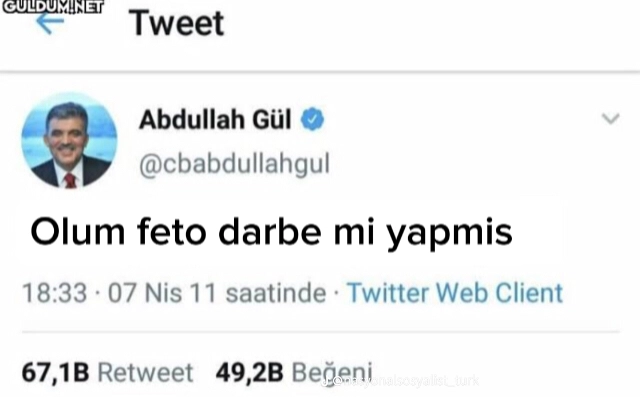 GULDUM.NET
Tweet
Abdullah Gül
@cbabdullahgul
Olum feto darbe mi yapmis
18:33 · 07 Nis 11 saatinde · Twitter Web Client
67,1B Retweet 49,2B Beğeni